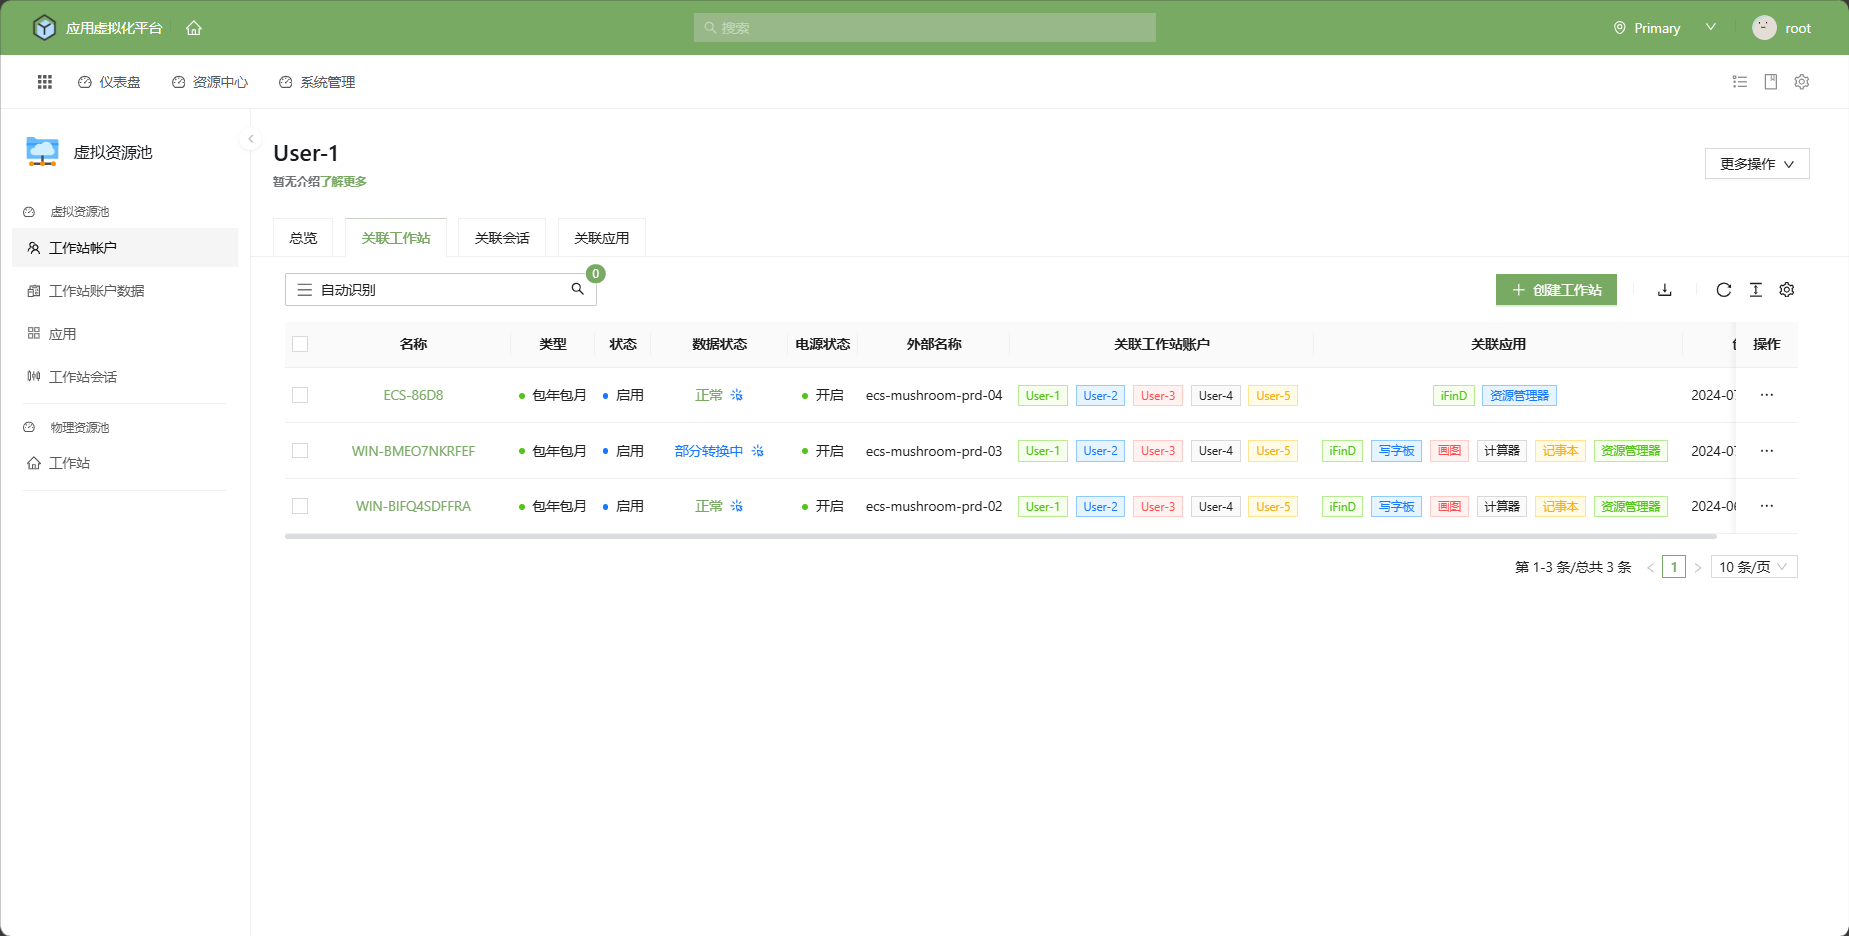 应用虚拟化平台
搜索
Primary
root
仪表盘 资源中心 系统管理
虚拟资源池
虚拟资源池
工作站帐户
工作站账户数据
应用
工作站会话
物理资源池
工作站
User-1
暂无介绍了解更多
更多操作
总览 关联工作站 关联会话 关联应用
自动识别
0
创建工作站
名称 类型 状态 数据状态 电源状态 外部名称 关联工作站账户 关联应用 操作
ECS-86D8 包年包月 启用 正常 开启 ecs-mushroom-prd-04 User-1 User-2 User-3 User-4 User-5 iFinD 资源管理器 2024-07 ···
WIN-BMEO7NKRFEF 包年包月 启用 部分转换中 开启 ecs-mushroom-prd-03 User-1 User-2 User-3 User-4 User-5 iFinD 写字板 画图 计算器 记事本 资源管理器 2024-07 ···
WIN-BIFQ4SDFFRA 包年包月 启用 正常 开启 ecs-mushroom-prd-02 User-1 User-2 User-3 User-4 User-5 iFinD 写字板 画图 计算器 记事本 资源管理器 2024-06 ···
第 1-3 条/总共 3 条 < 1 > 10 条/页